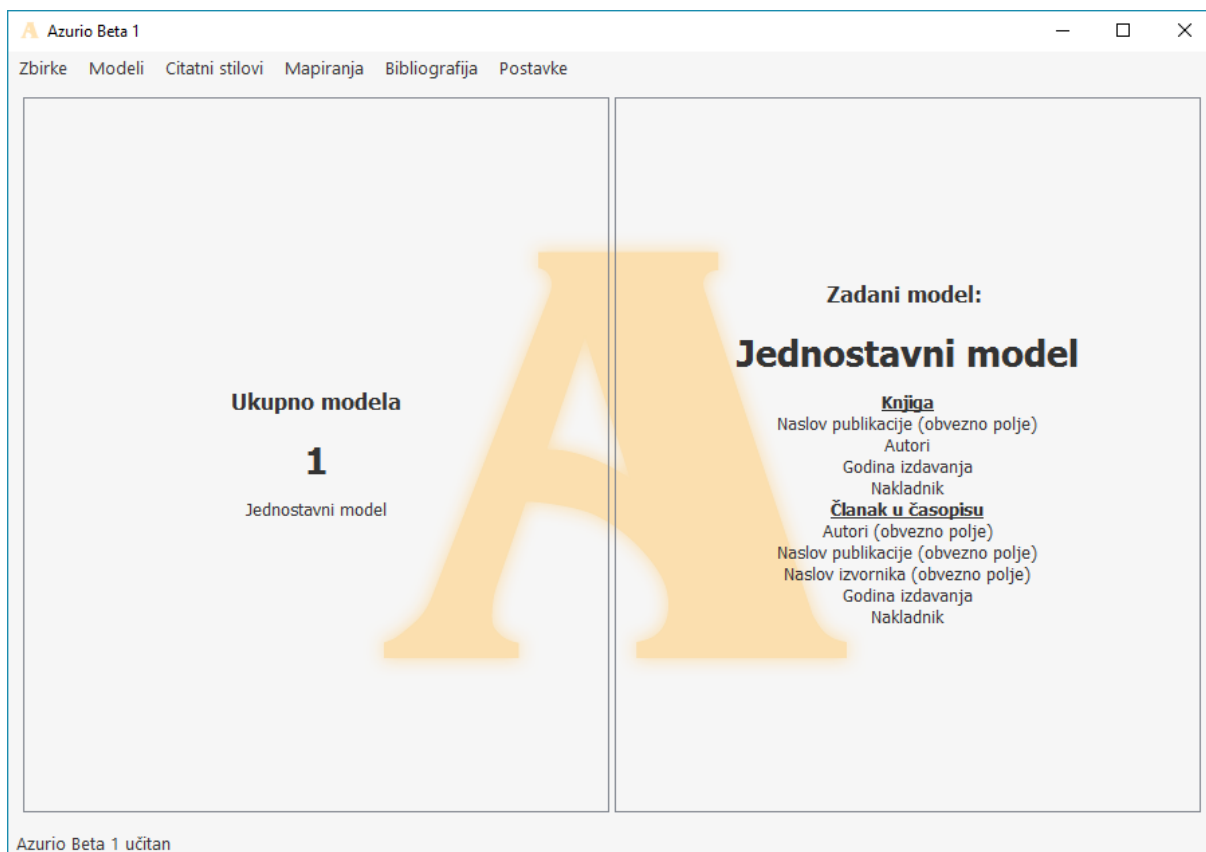 Azurio Beta 1
Zbirke Modeli Citatni stilovi Mapiranja Bibliografija Postavke
Ukupno modela
1
Jednostavni model
Zadani model:
Jednostavni model
Knjiga
Naslov publikacije (obvezno polje)
Autori
Godina izdavanja
Nakladnik
Članak u časopisu
Autori (obvezno polje)
Naslov publikacije (obvezno polje)
Naslov izvornika (obvezno polje)
Godina izdavanja
Nakladnik
Azurio Beta 1 učitan